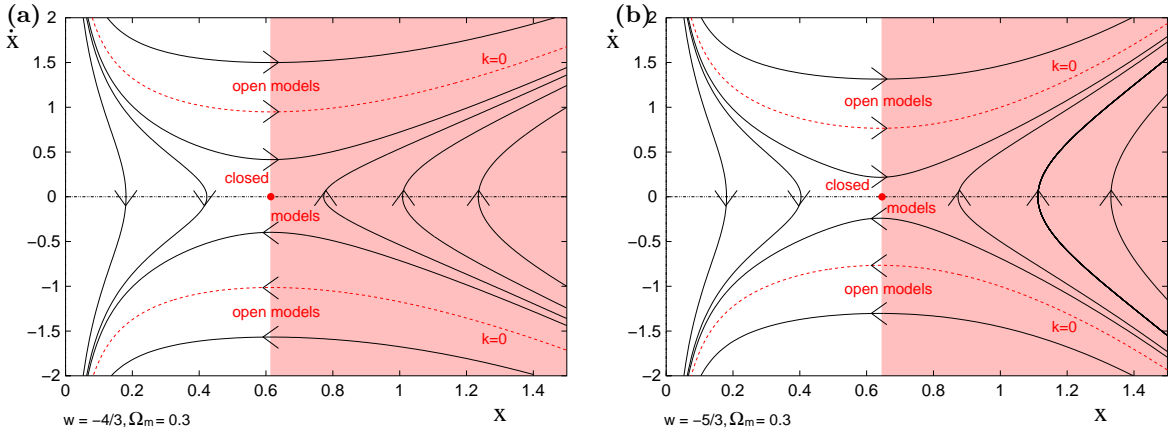 (a)
ẋ
2
1.5
1
0.5
0
−0.5
−1
−1.5
−2
k=0
open models
closed
models
open models
k=0
0 0.2 0.4 0.6 0.8 1 1.2 1.4
x
w = −4/3, Ωm = 0.3
(b)
ẋ
2
1.5
1
0.5
0
−0.5
−1
−1.5
−2
k=0
open models
closed
models
open models
k=0
0 0.2 0.4 0.6 0.8 1 1.2 1.4
x
w = −5/3, Ωm = 0.3